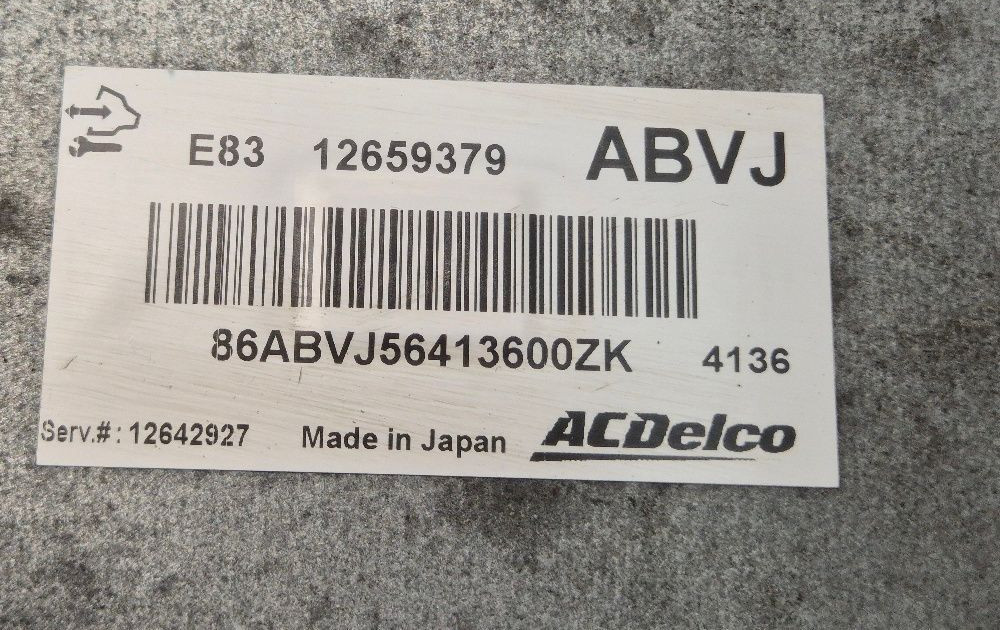 E83 12659379 ABVJ
86ABVJ56413600ZK 4136
Serv.#: 12642927 Made in Japan ACDelco